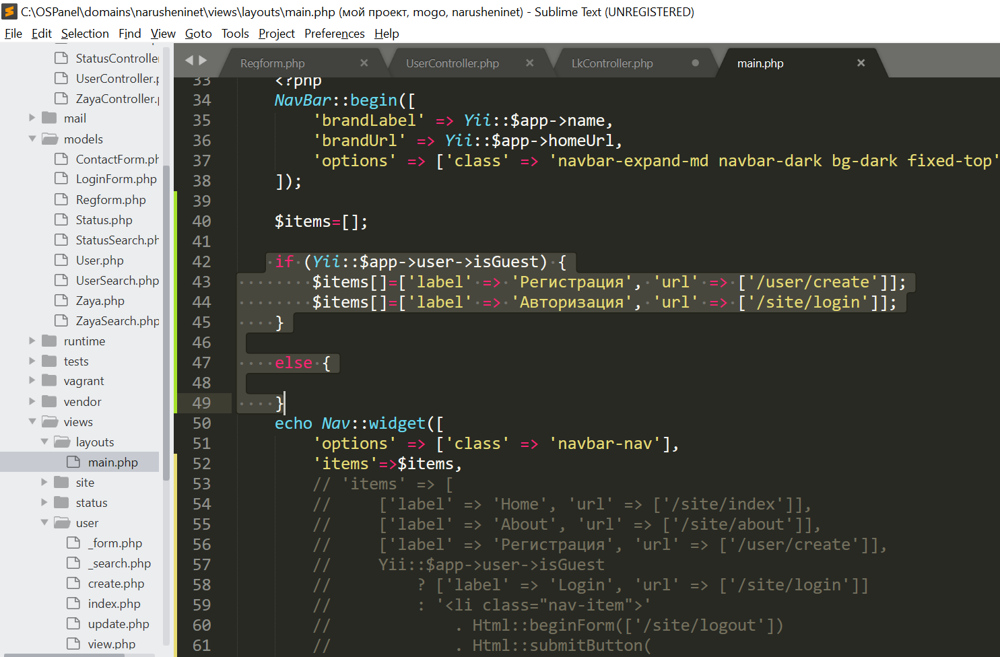 C:\OSPanel\domains\narusheninet\views\layouts\main.php (мой проект, mogo, narusheninet) - Sublime Text (UNREGISTERED)
File Edit Selection Find View Goto Tools Project Preferences Help
StatusController
UserController.p
ZayaController.p
mail
models
ContactForm.ph
LoginForm.php
Regform.php
Status.php
StatusSearch.ph
User.php
UserSearch.php
Zaya.php
ZayaSearch.php
runtime
tests
vagrant
vendor
views
layouts
main.php
site
status
user
_form.php
_search.php
create.php
index.php
update.php
view.php
Regform.php UserController.php LkController.php main.php
33 <?php
34 NavBar::begin([
35 'brandLabel' => Yii::$app->name,
36 'brandUrl' => Yii::$app->homeUrl,
37 'options' => ['class' => 'navbar-expand-md navbar-dark bg-dark fixed-top'
38 ]);
39
40 $items=[];
41
42 if (Yii::$app->user->isGuest) {
43 $items[]=['label' => 'Регистрация', 'url' => ['/user/create']];
44 $items[]=['label' => 'Авторизация', 'url' => ['/site/login']];
45 }
46
47 else {
48
49 }
50 echo Nav::widget([
51 'options' => ['class' => 'navbar-nav'],
52 'items'=>$items,
53 // 'items' => [
54 // ['label' => 'Home', 'url' => ['/site/index']],
55 // ['label' => 'About', 'url' => ['/site/about']],
56 // ['label' => 'Регистрация', 'url' => ['/user/create']],
57 // Yii::$app->user->isGuest
58 // ? ['label' => 'Login', 'url' => ['/site/login']]
59 // : '<li class="nav-item">'
60 // . Html::beginForm(['/site/logout'])
61 // . Html::submitButton(